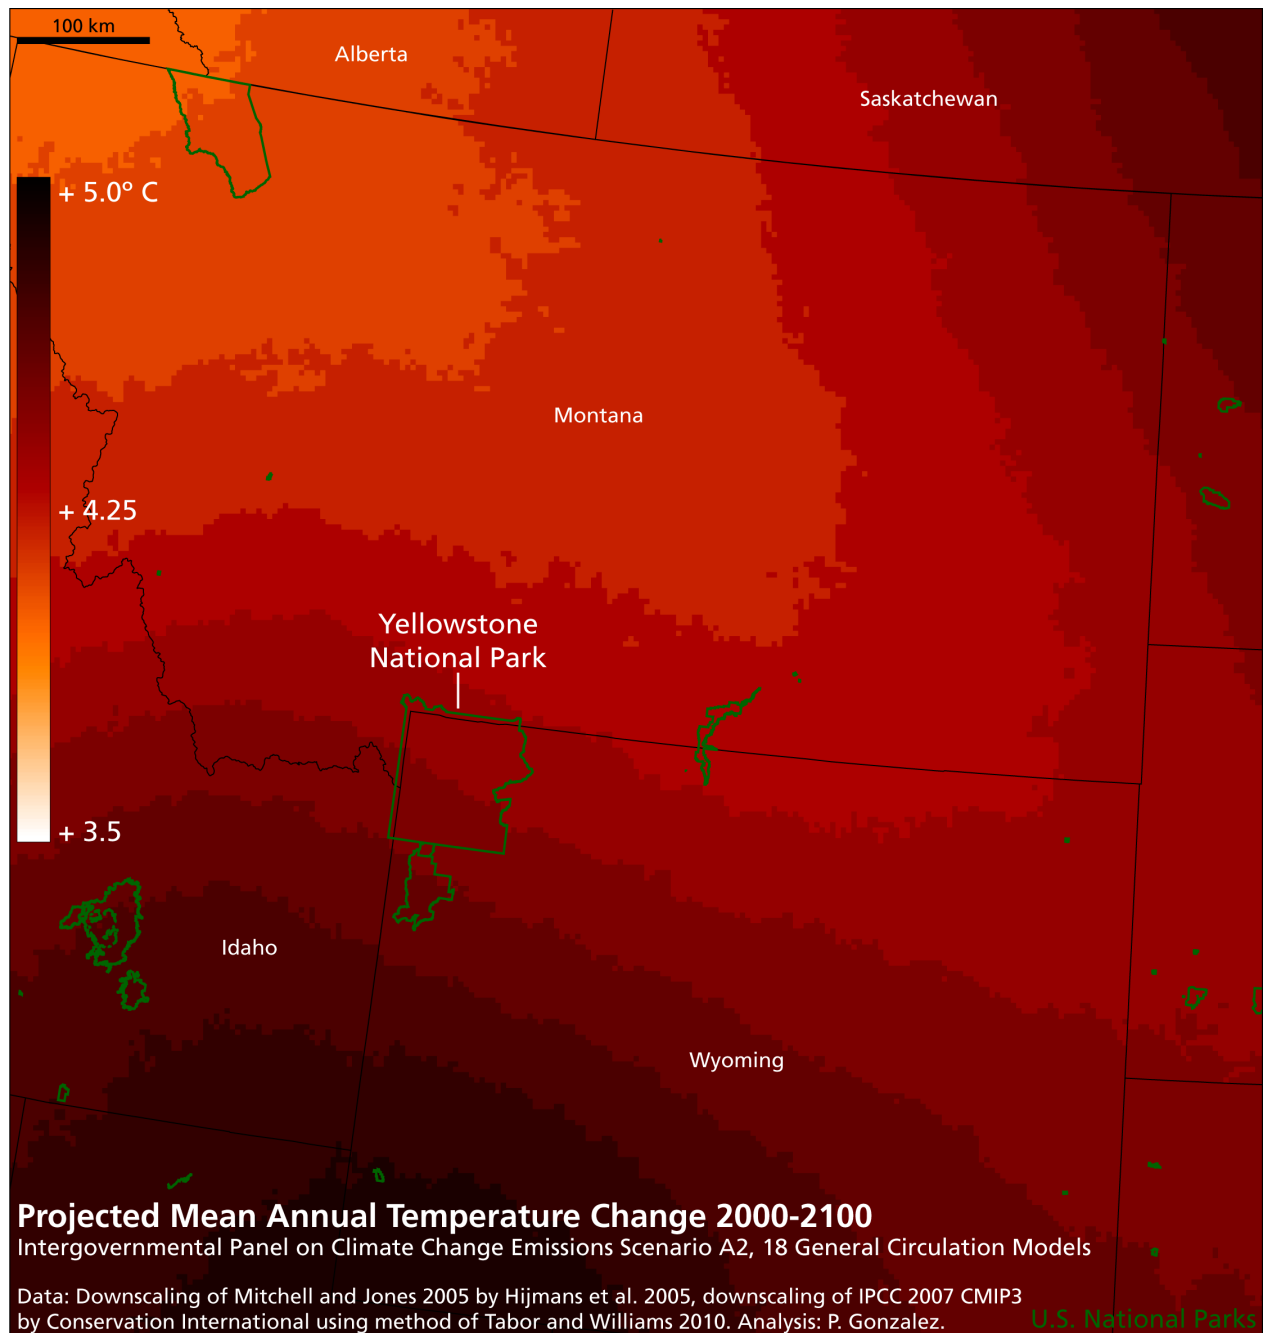 100 km
Alberta
Saskatchewan
+ 5.0º C
Montana
+ 4.25
Yellowstone
National Park
+ 3.5
Idaho
Wyoming
Projected Mean Annual Temperature Change 2000-2100
Intergovernmental Panel on Climate Change Emissions Scenario A2, 18 General Circulation Models
Data: Downscaling of Mitchell and Jones 2005 by Hijmans et al. 2005, downscaling of IPCC 2007 CMIP3
by Conservation International using method of Tabor and Williams 2010. Analysis: P. Gonzalez.
U.S. National Parks